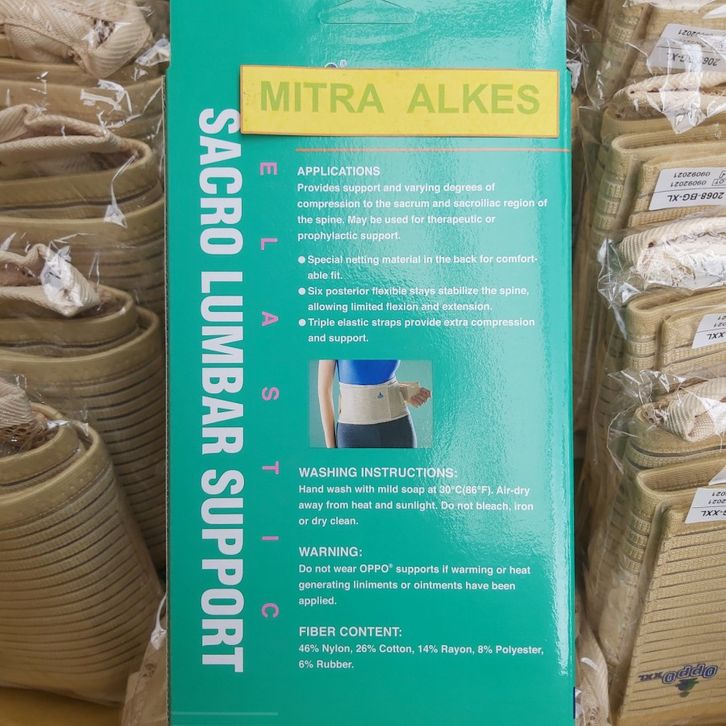 MITRA ALKES
SACRO LUMBAR SUPPORT
ELASTIC
APPLICATIONS
Provides support and varying degrees of
compression to the sacrum and sacroiliac region of
the spine. May be used for therapeutic or
prophylactic support.
● Special netting material in the back for comfort-
able fit.
● Six posterior flexible stays stabilize the spine,
allowing limited flexion and extension.
● Triple elastic straps provide extra compression
and support.
WASHING INSTRUCTIONS:
Hand wash with mild soap at 30°C(86°F). Air-dry
away from heat and sunlight. Do not bleach, iron
or dry clean.
WARNING:
Do not wear OPPO® supports if warming or heat
generating liniments or ointments have been
applied.
FIBER CONTENT:
46% Nylon, 26% Cotton, 14% Rayon, 8% Polyester,
6% Rubber.
09092021
2068-BG-XL
09092021
-XXL
2021
G-XXL
OPPO XXL